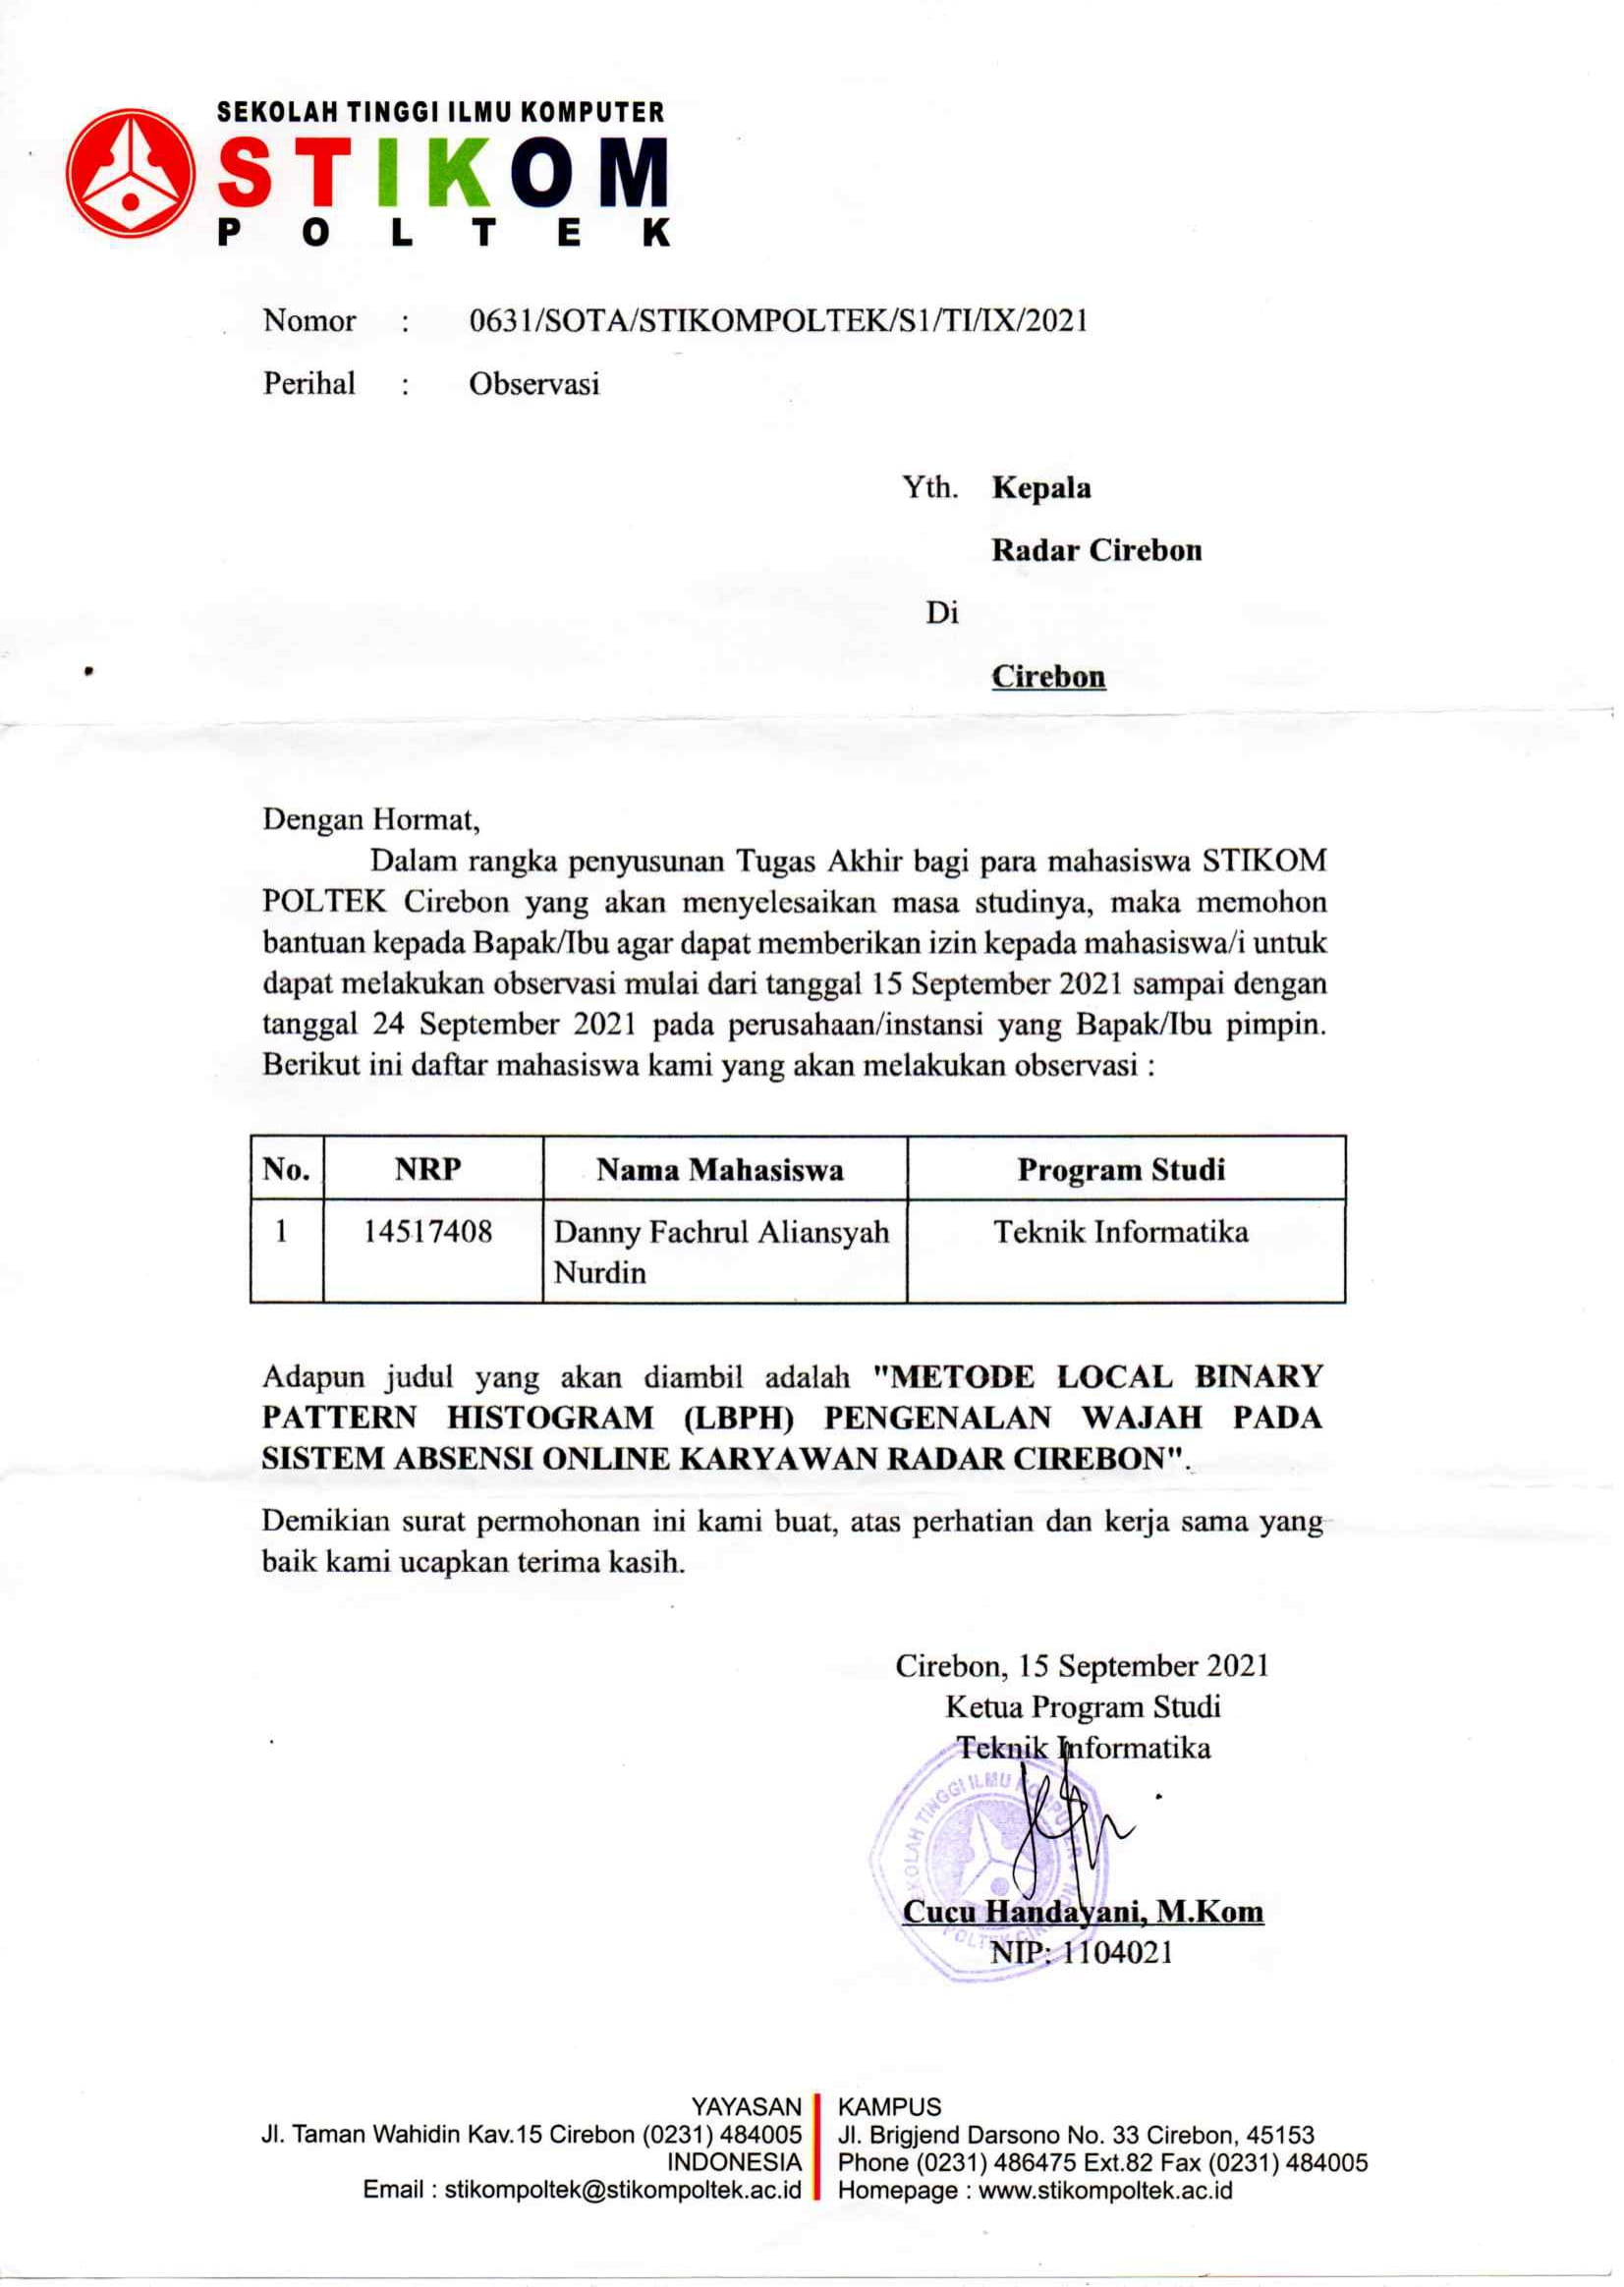 SEKOLAH TINGGI ILMU KOMPUTER
STIKOM
POLTEK
Nomor : 0631/SOTA/STIKOMPOLTEK/S1/TI/IX/2021
Perihal : Observasi
Yth. Kepala
Radar Cirebon
Di
Cirebon
Dengan Hormat,
Dalam rangka penyusunan Tugas Akhir bagi para mahasiswa STIKOM
POLTEK Cirebon yang akan menyelesaikan masa studinya, maka memohon
bantuan kepada Bapak/Ibu agar dapat memberikan izin kepada mahasiswa/i untuk
dapat melakukan observasi mulai dari tanggal 15 September 2021 sampai dengan
tanggal 24 September 2021 pada perusahaan/instansi yang Bapak/Ibu pimpin.
Berikut ini daftar mahasiswa kami yang akan melakukan observasi :
No. NRP Nama Mahasiswa Program Studi
1 14517408 Danny Fachrul Aliansyah Teknik Informatika
Nurdin
Adapun judul yang akan diambil adalah "METODE LOCAL BINARY
PATTERN HISTOGRAM (LBPH) PENGENALAN WAJAH PADA
SISTEM ABSENSI ONLINE KARYAWAN RADAR CIREBON".
Demikian surat permohonan ini kami buat, atas perhatian dan kerja sama yang
baik kami ucapkan terima kasih.
Cirebon, 15 September 2021
Ketua Program Studi
Teknik Informatika
Cucu Handayani, M.Kom
NIP: 1104021
YAYASAN
Jl. Taman Wahidin Kav.15 Cirebon (0231) 484005
INDONESIA
Email : stikompoltek@stikompoltek.ac.id
KAMPUS
Jl. Brigjend Darsono No. 33 Cirebon, 45153
Phone (0231) 486475 Ext.82 Fax (0231) 484005
Homepage : www.stikompoltek.ac.id